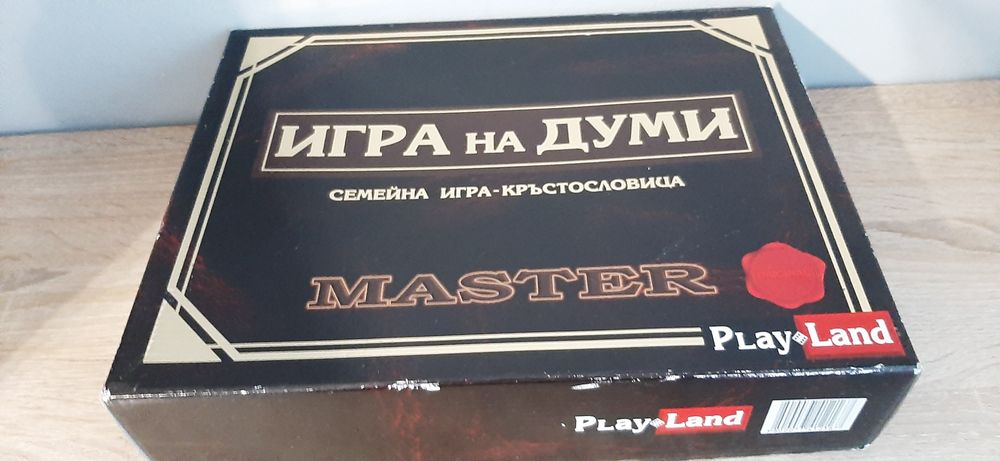 ИГРА НА ДУМИ
СЕМЕЙНА ИГРА-КРЪСТОСЛОВИЦА
MASTER
PLay Land
PLay Land